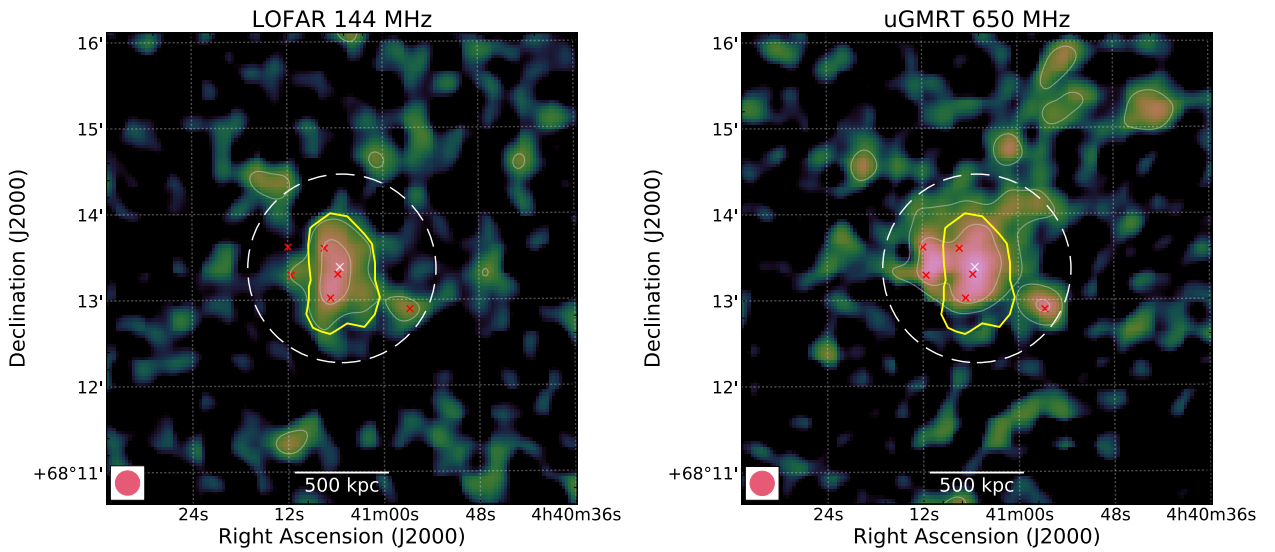 LOFAR 144 MHz
16'
15'
14'
13'
12'
+68°11'
Declination (J2000)
500 kpc
24s 12s 41m00s 48s 4h40m36s
Right Ascension (J2000)
uGMRT 650 MHz
16'
15'
14'
13'
12'
+68°11'
Declination (J2000)
500 kpc
24s 12s 41m00s 48s 4h40m36s
Right Ascension (J2000)